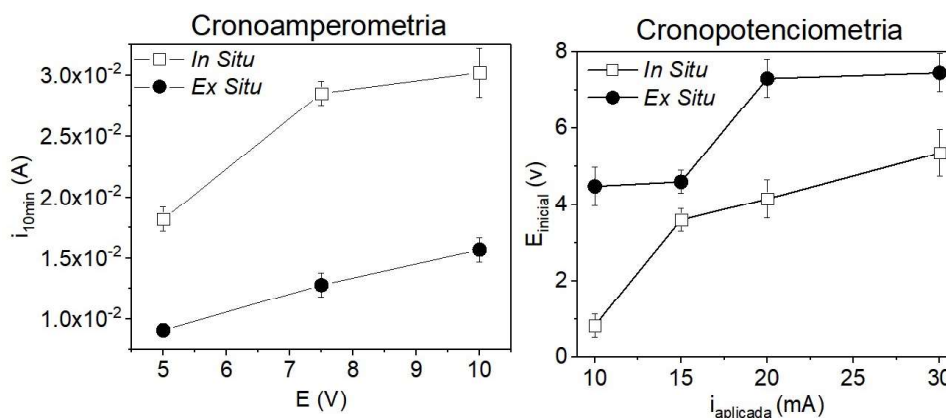 Cronoamperometria
In Situ
Ex Situ
3.0x10⁻²
2.5x10⁻²
2.0x10⁻²
1.5x10⁻²
1.0x10⁻²
i10min (A)
5 6 7 8 9 10
E (V)
Cronopotenciometria
In Situ
Ex Situ
8
6
4
2
0
Einicial (v)
10 15 20 25 30
iaplicada (mA)